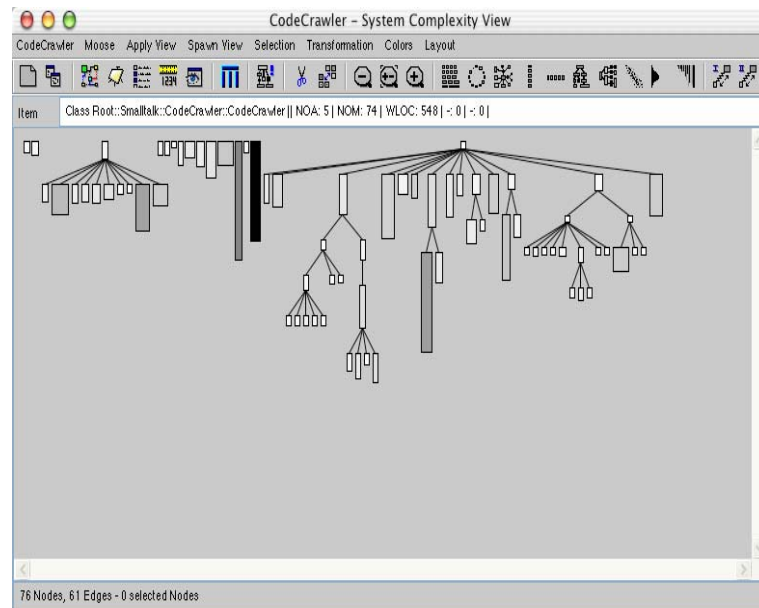 CodeCrawler – System Complexity View
CodeCrawler Moose Apply View Spawn View Selection Transformation Colors Layout
1234
Item Class Root::Smalltalk::CodeCrawler::CodeCrawler || NOA: 5 | NOM: 74 | WLOC: 548 | -: 0 | -: 0 |
76 Nodes, 61 Edges - 0 selected Nodes